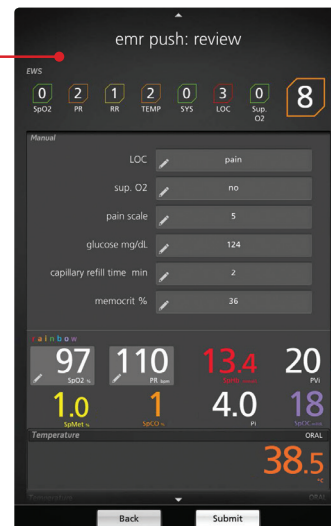 emr push: review
EWS
0 2 1 2 0 3 0 8
SpO2 PR RR TEMP SYS LOC Sup. O2
Manual
LOC pain
sup. O2 no
pain scale 5
glucose mg/dL 124
capillary refill time min 2
memocrit % 36
rainbow
97 110 13.4 20
SpO2 % PR bpm SpHb PVi
1.0 1 4.0 18
SpMet % SpCO % Pi SpOC
Temperature ORAL
38.5 °C
Temperature ORAL
Back Submit